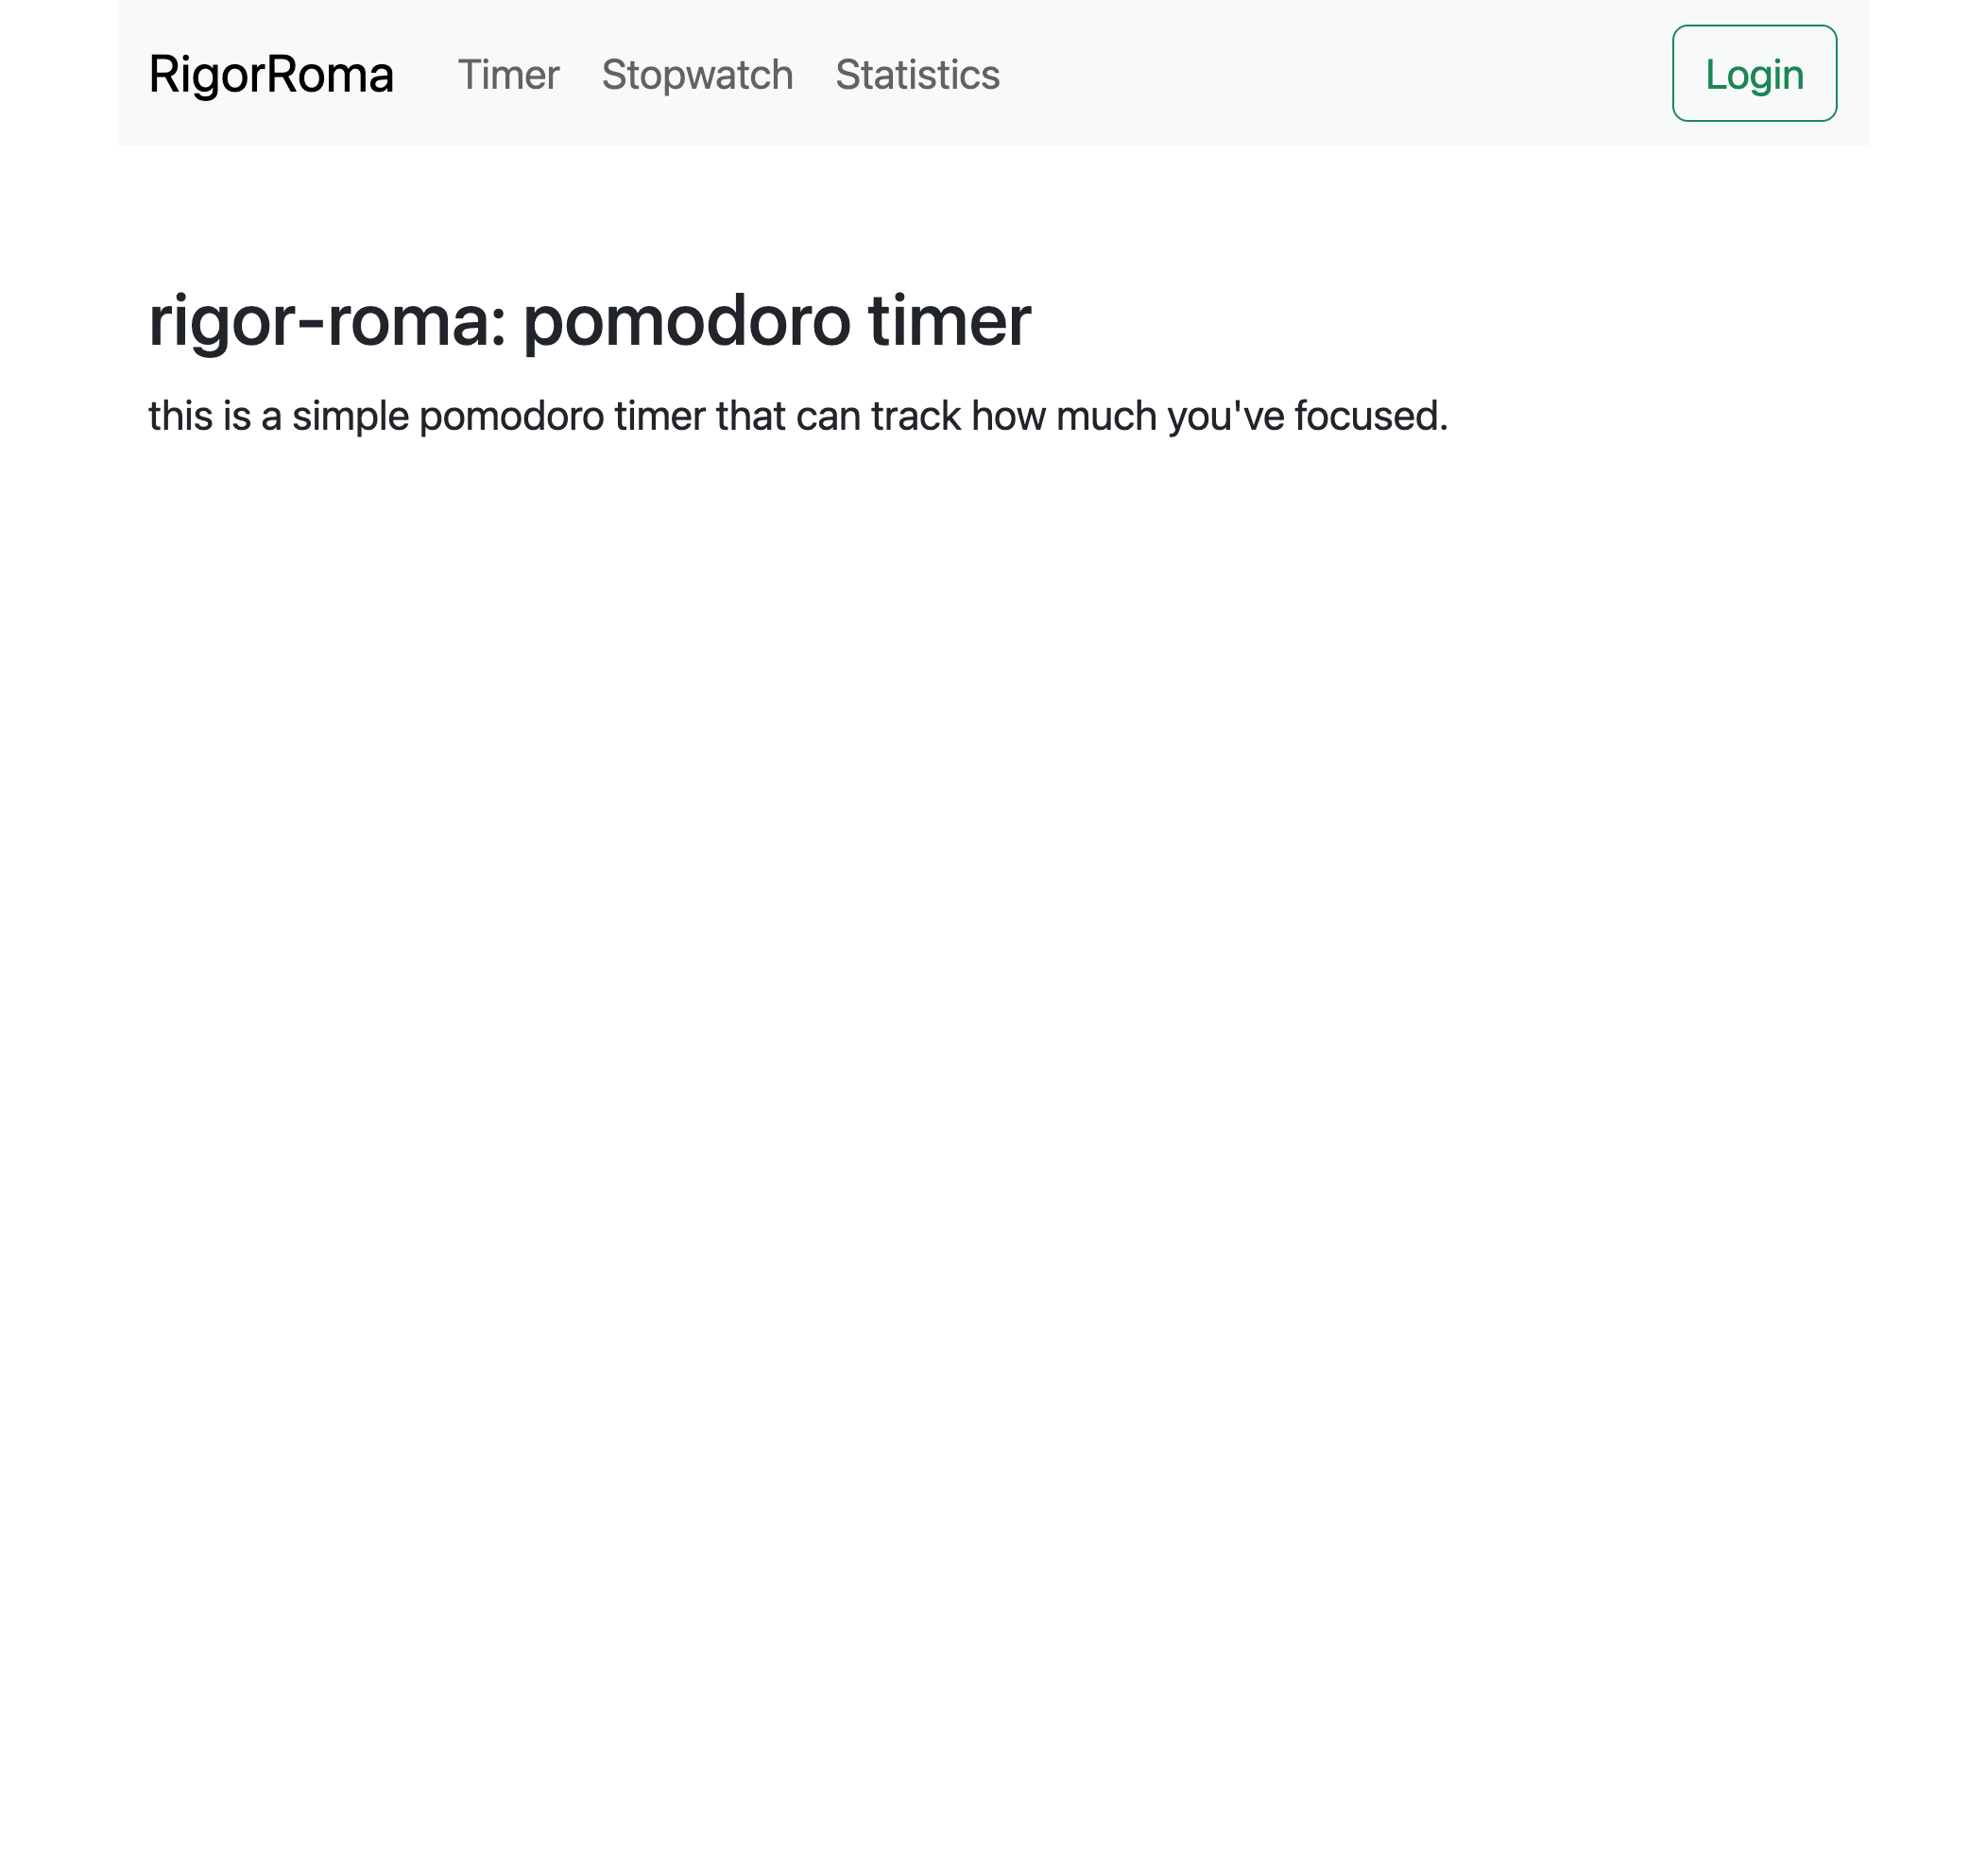 RigorRoma Timer Stopwatch Statistics Login
rigor-roma: pomodoro timer
this is a simple pomodoro timer that can track how much you've focused.